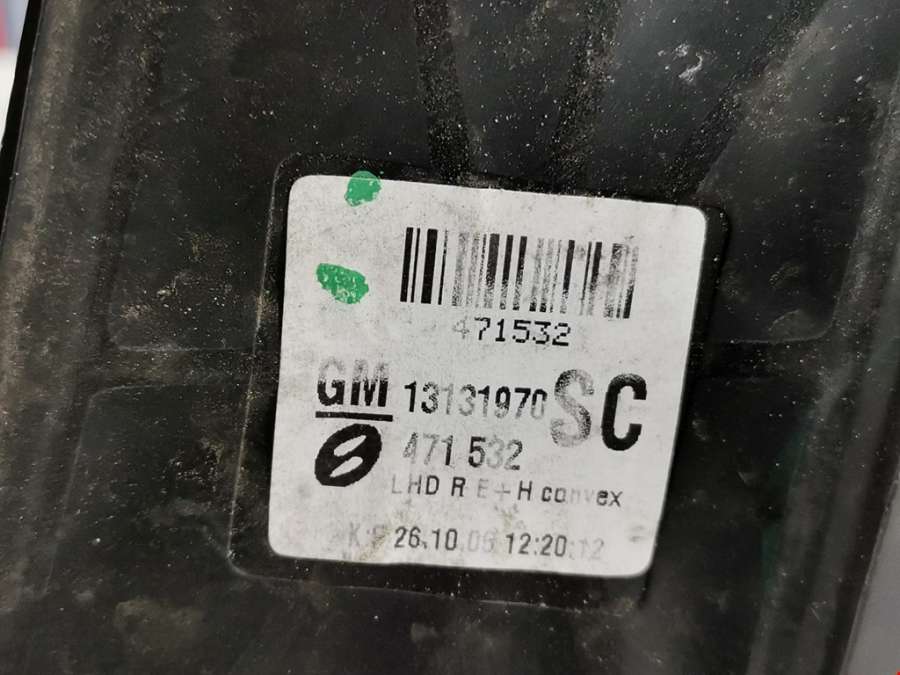 471532
GM 13131970 SC
471 532
LHD R E+H convex
26.10.06 12:20:12